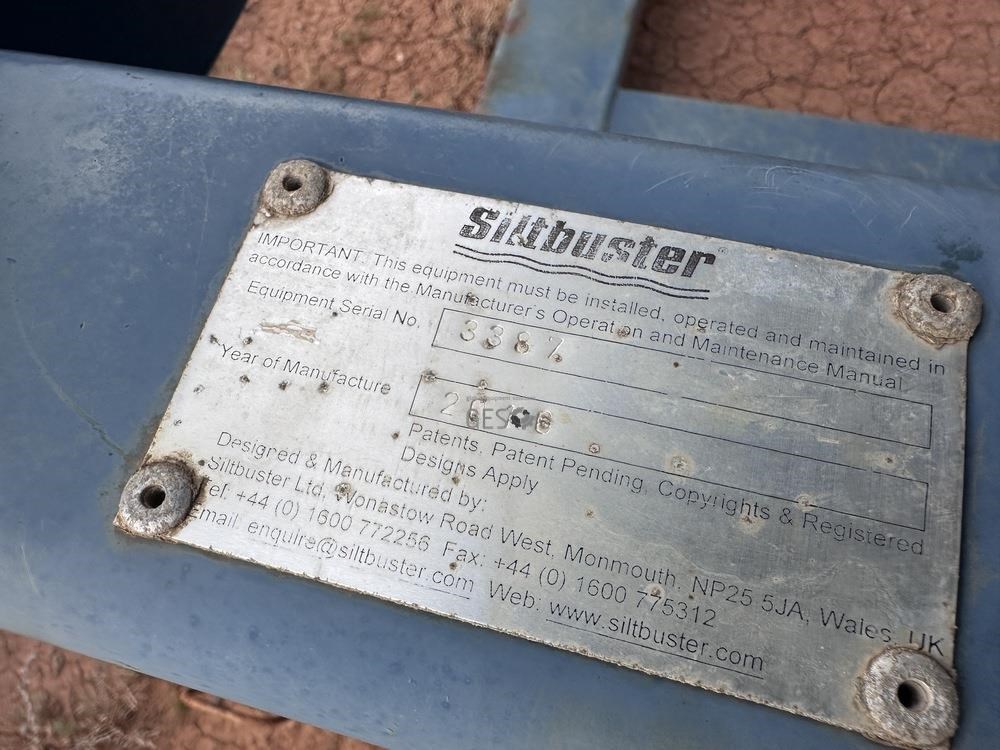 Siltbuster
IMPORTANT. This equipment must be installed, operated and maintained in
accordance with the Manufacturer's Operation and Maintenance Manual
Equipment Serial No. 3387
Year of Manufacture
Patents, Patent Pending, Copyrights & Registered
Designs Apply
Designed & Manufactured by:
Siltbuster Ltd, Wonastow Road West, Monmouth. NP25 5JA, Wales, UK
Tel: +44 (0) 1600 772256 Fax: +44 (0) 1600 775312
Email: enquire@siltbuster.com Web: www.siltbuster.com